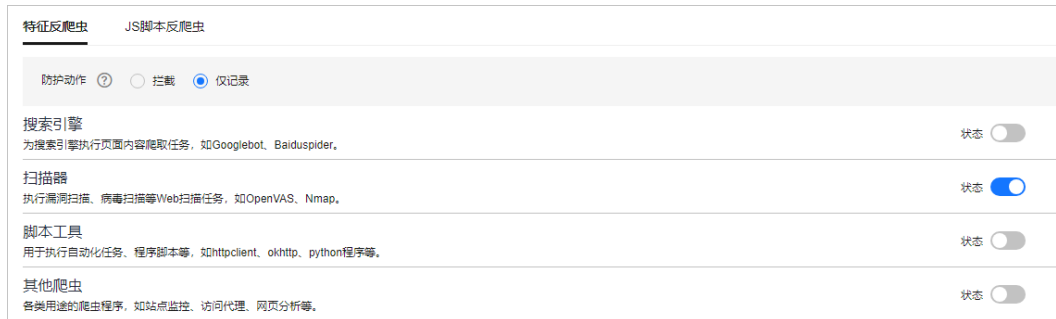 特征反爬虫 JS脚本反爬虫
防护动作 ? 拦截 仅记录
搜索引擎
为搜索引擎执行页面内容爬取任务，如Googlebot、Baiduspider。
状态
扫描器
执行漏洞扫描、病毒扫描等Web扫描任务，如OpenVAS、Nmap。
状态
脚本工具
用于执行自动化任务、程序脚本等，如httpclient、okhttp、python程序等。
状态
其他爬虫
各类用途的爬虫程序，如站点监控、访问代理、网页分析等。
状态